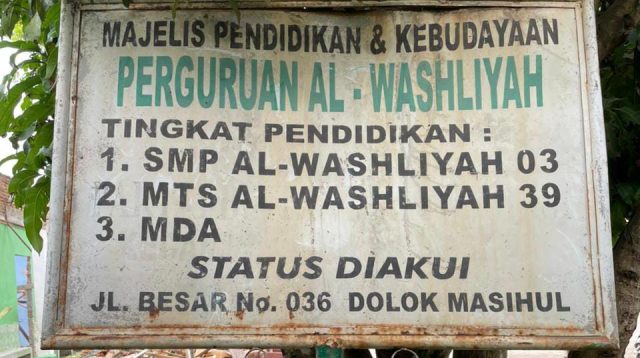 MAJELIS PENDIDIKAN & KEBUDAYAAN
PERGURUAN AL - WASHLIYAH
TINGKAT PENDIDIKAN :
1. SMP AL-WASHLIYAH 03
2. MTS AL-WASHLIYAH 39
3. MDA
STATUS DIAKUI
JL. BESAR No. 036 DOLOK MASIHUL